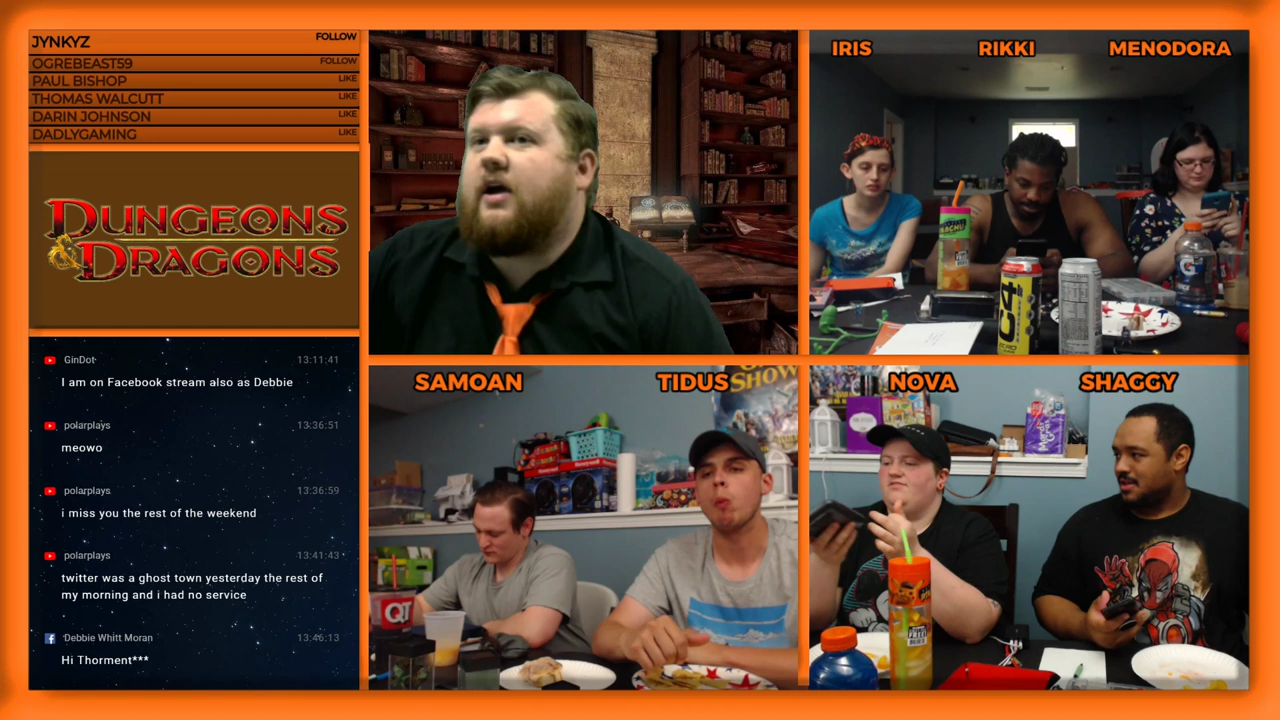 JYNKYZ FOLLOW
OGREBEAST59 FOLLOW
PAUL BISHOP LIKE
THOMAS WALCUTT LIKE
DARIN JOHNSON LIKE
DADLYGAMING LIKE
DUNGEONS
& DRAGONS
GinDot 13:11:41
I am on Facebook stream also as Debbie
polarplays 13:36:51
meowo
polarplays 13:36:59
i miss you the rest of the weekend
polarplays 13:41:43
twitter was a ghost town yesterday the rest of
my morning and i had no service
Debbie Whitt Moran 13:46:13
Hi Thorment***
IRIS RIKKI MENODORA
C4
G
SAMOAN TIDUS
SHOW
QT
NOVA SHAGGY
Mardi Gras